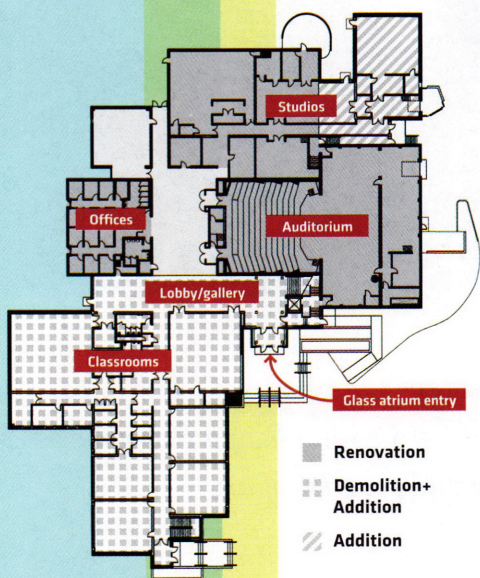 Studios
Offices
Auditorium
Lobby/gallery
Classrooms
Glass atrium entry
Renovation
Demolition+
Addition
Addition